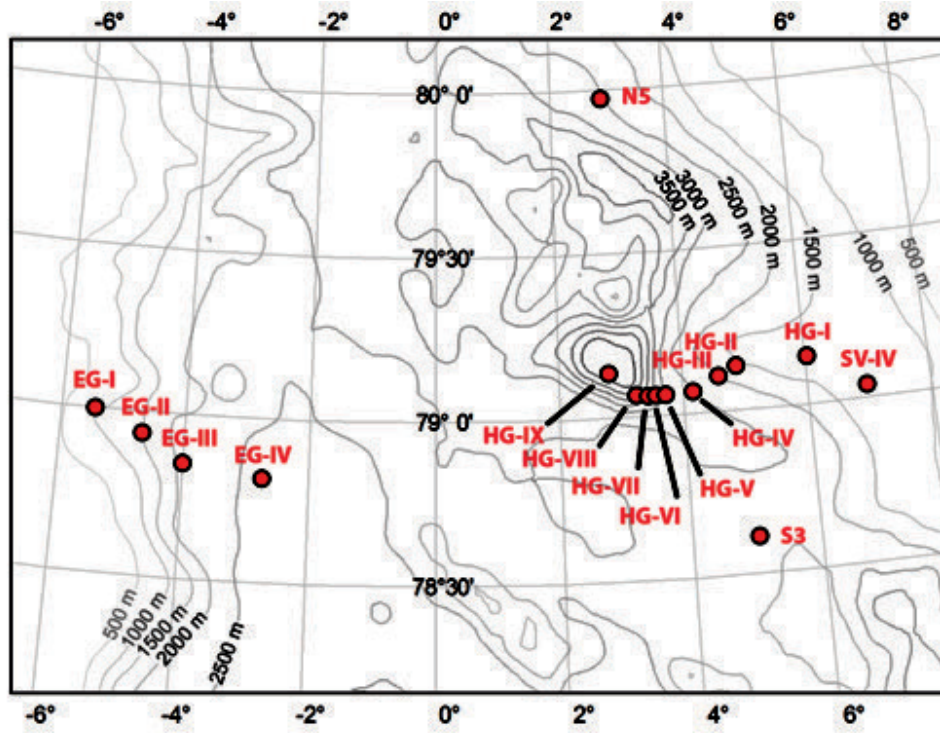 -6° -4° -2° 0° 2° 4° 6° 8°
80° 0'
N5
3500 m
3000 m
2500 m
2000 m
1500 m
1000 m
500 m
79°30'
HG-I
HG-II
HG-III
SV-IV
EG-I
EG-II
EG-III
EG-IV
79° 0'
HG-IX
HG-VIII
HG-VII
HG-VI
HG-V
HG-IV
S3
78°30'
500 m
1000 m
1500 m
2000 m
2500 m
-6° -4° -2° 0° 2° 4° 6°